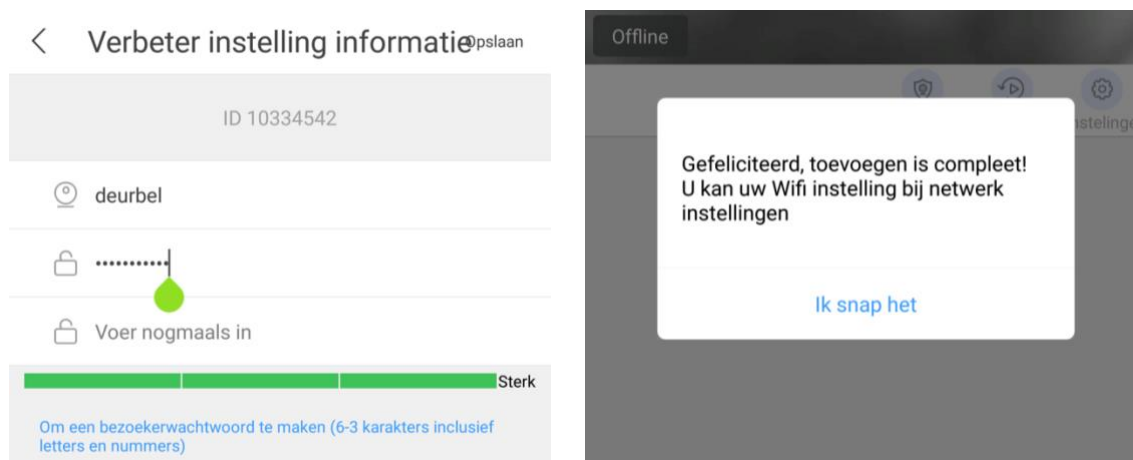 Verbeter instelling informatie
Opslaan
ID 10334542
deurbel
•••••••••••
Voer nogmaals in
Sterk
Om een bezoekerwachtwoord te maken (6-3 karakters inclusief
letters en nummers)
Offline
Gefeliciteerd, toevoegen is compleet!
U kan uw Wifi instelling bij netwerk
instellingen
Ik snap het